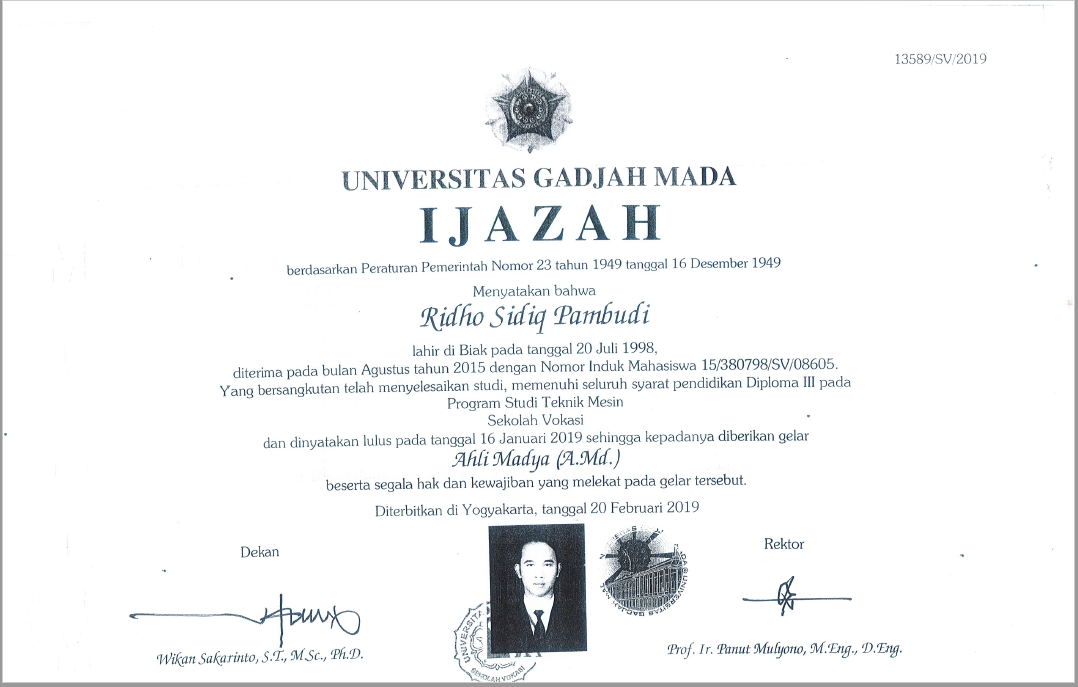 13589/SV/2019
UNIVERSITAS GADJAH MADA
IJAZAH
berdasarkan Peraturan Pemerintah Nomor 23 tahun 1949 tanggal 16 Desember 1949
Menyatakan bahwa
Ridho Sidiq Pambudi
lahir di Biak pada tanggal 20 Juli 1998,
diterima pada bulan Agustus tahun 2015 dengan Nomor Induk Mahasiswa 15/380798/SV/08605.
Yang bersangkutan telah menyelesaikan studi, memenuhi seluruh syarat pendidikan Diploma III pada
Program Studi Teknik Mesin
Sekolah Vokasi
dan dinyatakan lulus pada tanggal 16 Januari 2019 sehingga kepadanya diberikan gelar
Ahli Madya (A.Md.)
beserta segala hak dan kewajiban yang melekat pada gelar tersebut.
Diterbitkan di Yogyakarta, tanggal 20 Februari 2019
Dekan
Rektor
UNIVERSITAS GADJAH MADA
UNIVERSITA
SEKOLAH VOKASI
Wikan Sakarinto, S.T., M.Sc., Ph.D.
Prof. Ir. Panut Mulyono, M.Eng., D.Eng.